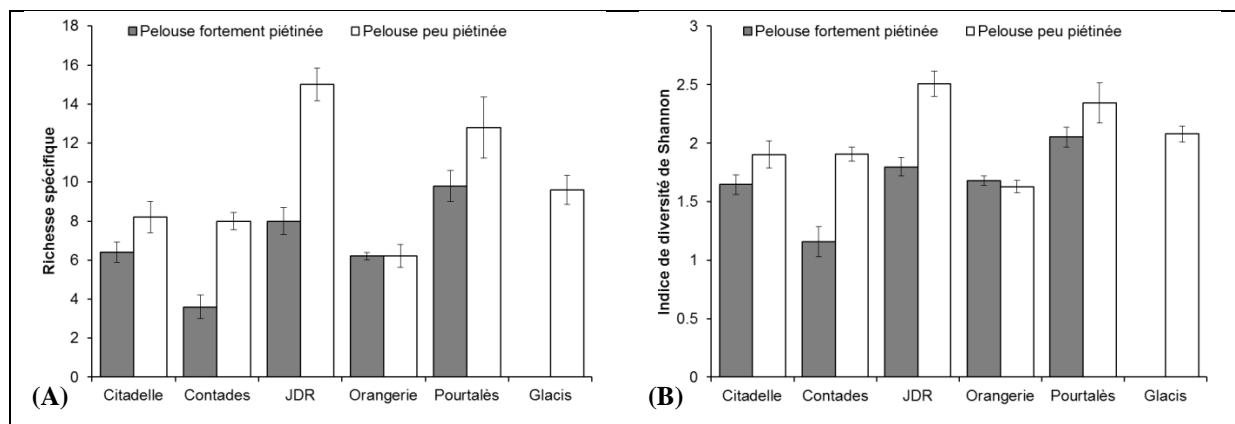 Pelouse fortement piétinée
Pelouse peu piétinée
Richesse spécifique
18
16
14
12
10
8
6
4
2
0
Citadelle Contades JDR Orangerie Pourtalès Glacis
(A)
Pelouse fortement piétinée
Pelouse peu piétinée
Indice de diversité de Shannon
3
2.5
2
1.5
1
0.5
0
Citadelle Contades JDR Orangerie Pourtalès Glacis
(B)